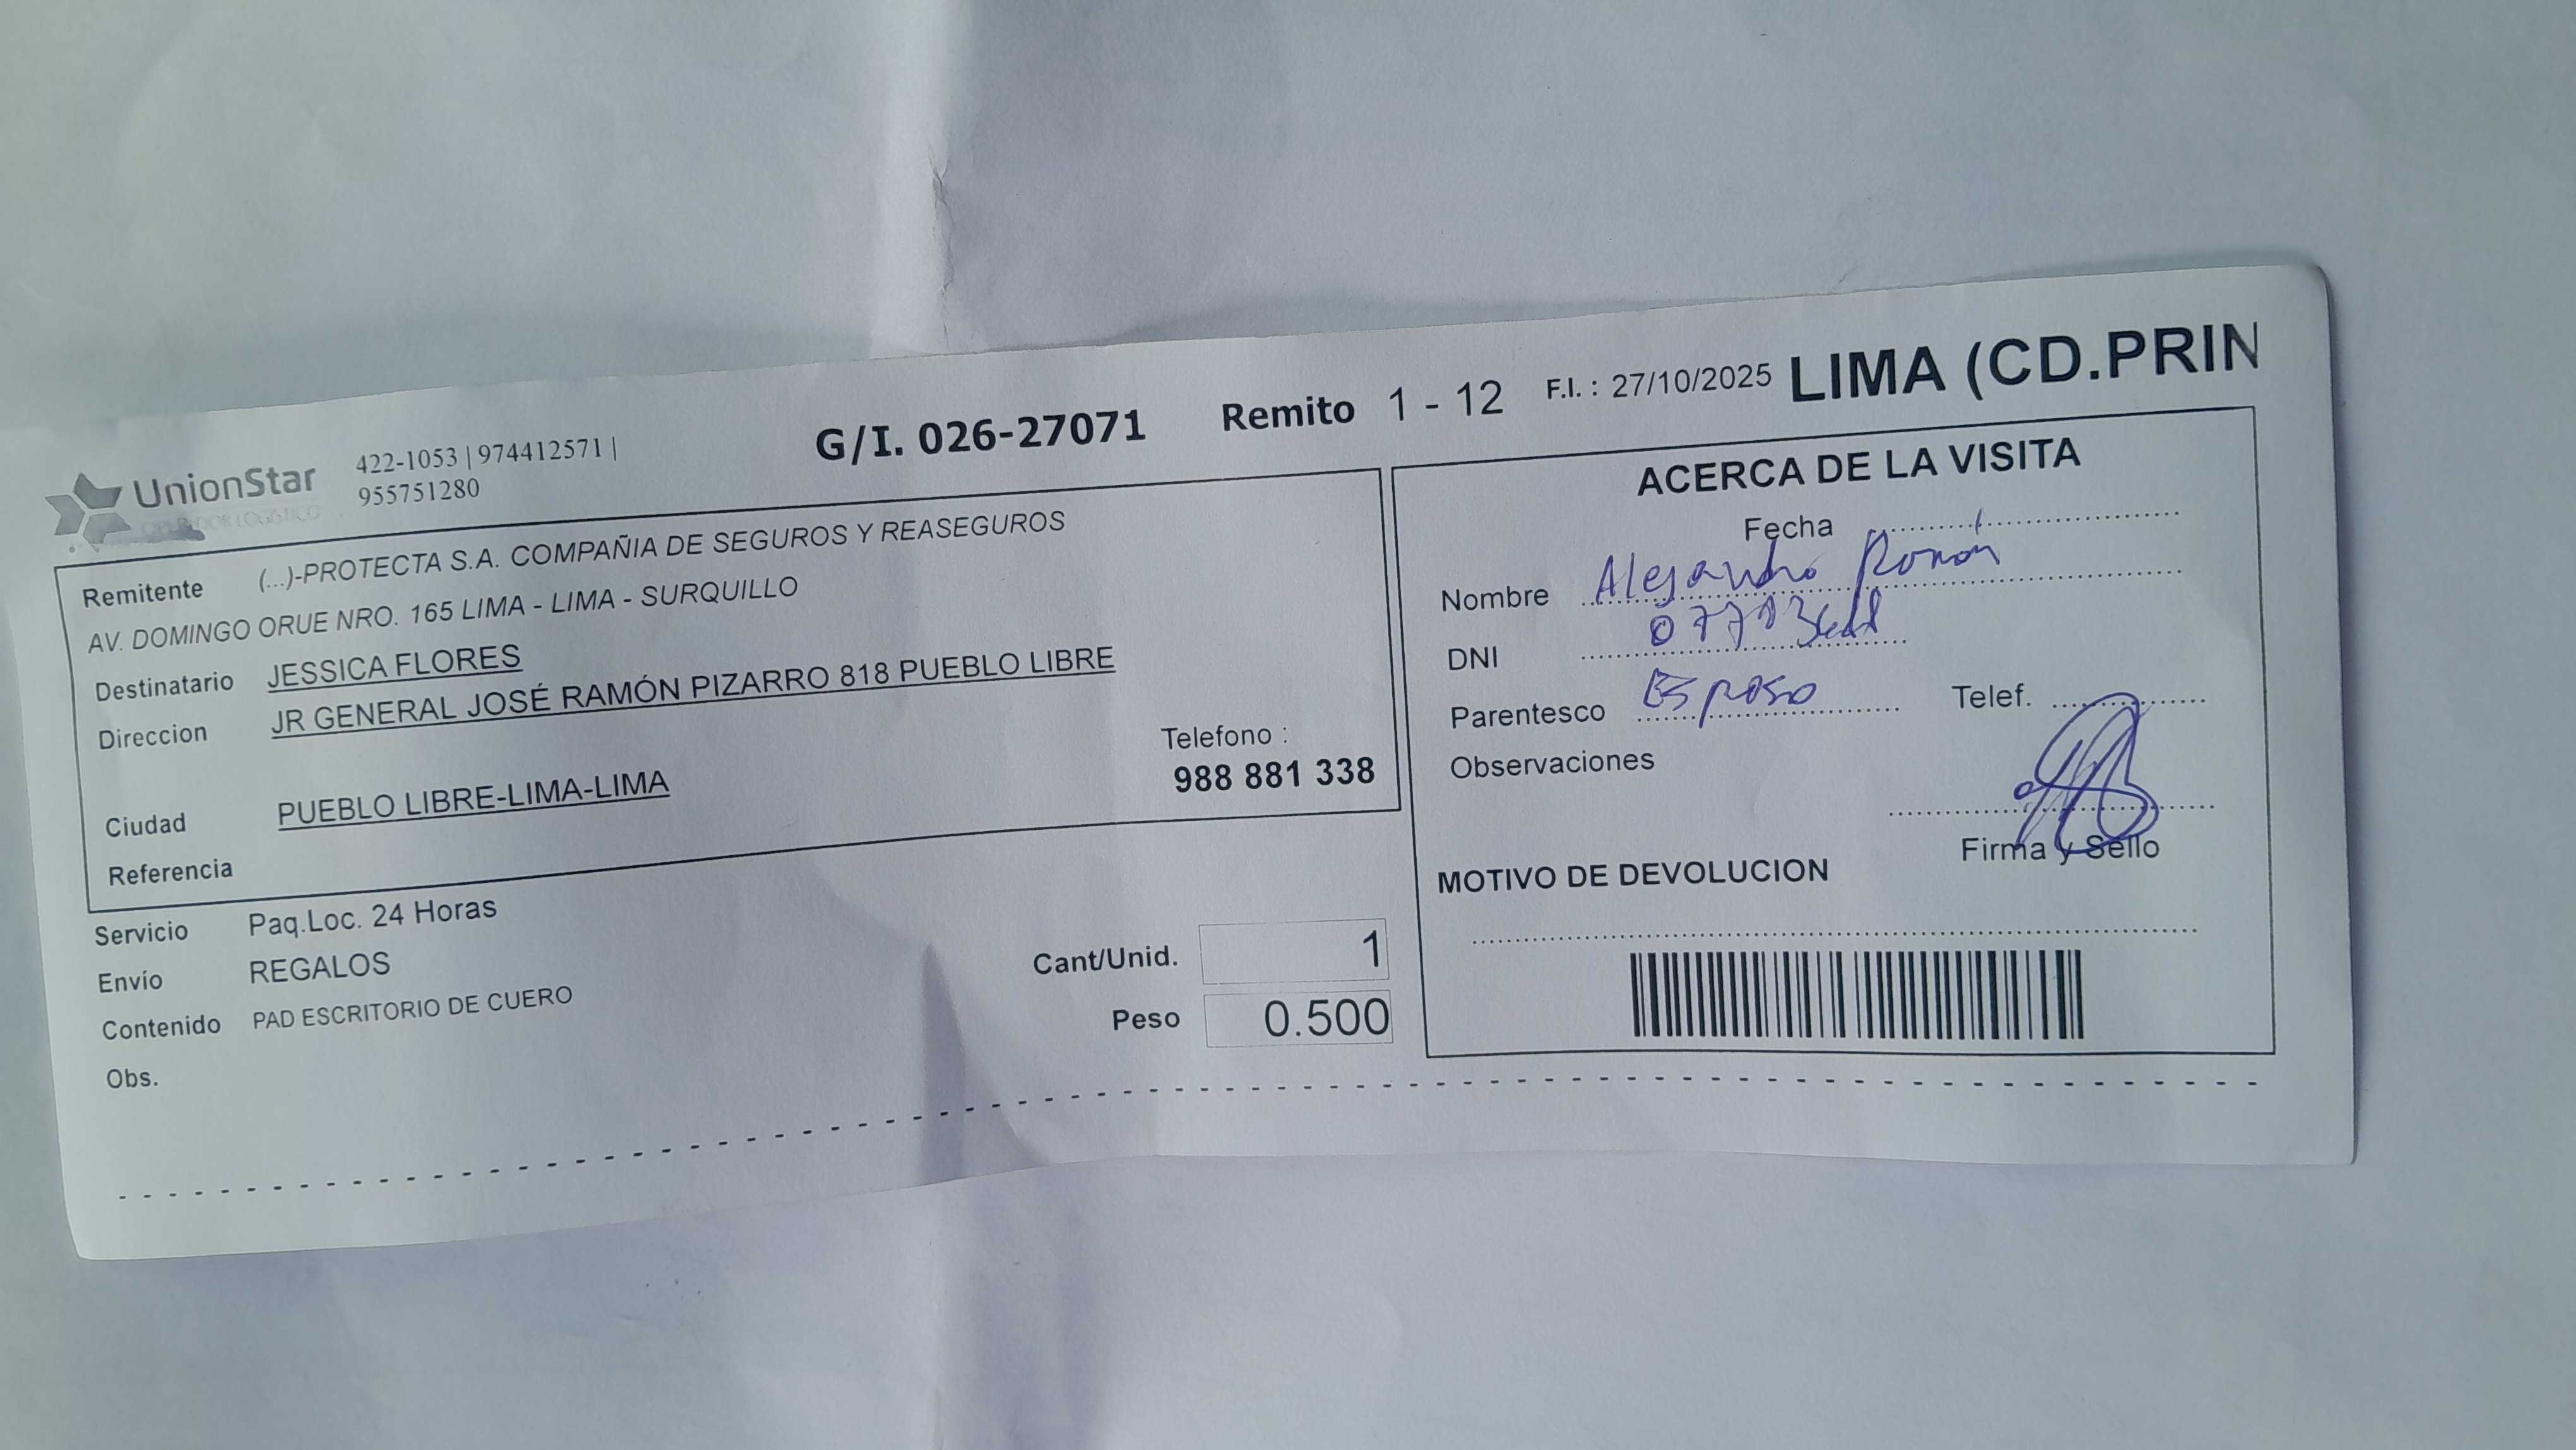 UnionStar
OPERADOR LOGISTICO
422-1053 | 974412571 |
955751280
G/I. 026-27071
Remito 1 - 12
F.I. : 27/10/2025
LIMA (CD.PRIN
Remitente (...)-PROTECTA S.A. COMPAÑIA DE SEGUROS Y REASEGUROS
AV. DOMINGO ORUE NRO. 165 LIMA - LIMA - SURQUILLO
Destinatario JESSICA FLORES
Direccion JR GENERAL JOSÉ RAMÓN PIZARRO 818 PUEBLO LIBRE
Telefono :
988 881 338
Ciudad PUEBLO LIBRE-LIMA-LIMA
Referencia
Servicio Paq.Loc. 24 Horas
Envío REGALOS
Contenido PAD ESCRITORIO DE CUERO
Obs.
Cant/Unid. 1
Peso 0.500
ACERCA DE LA VISITA
Fecha
Nombre Alejandro Román
DNI
Parentesco Esposo Telef.
Observaciones
Firma y Sello
MOTIVO DE DEVOLUCION